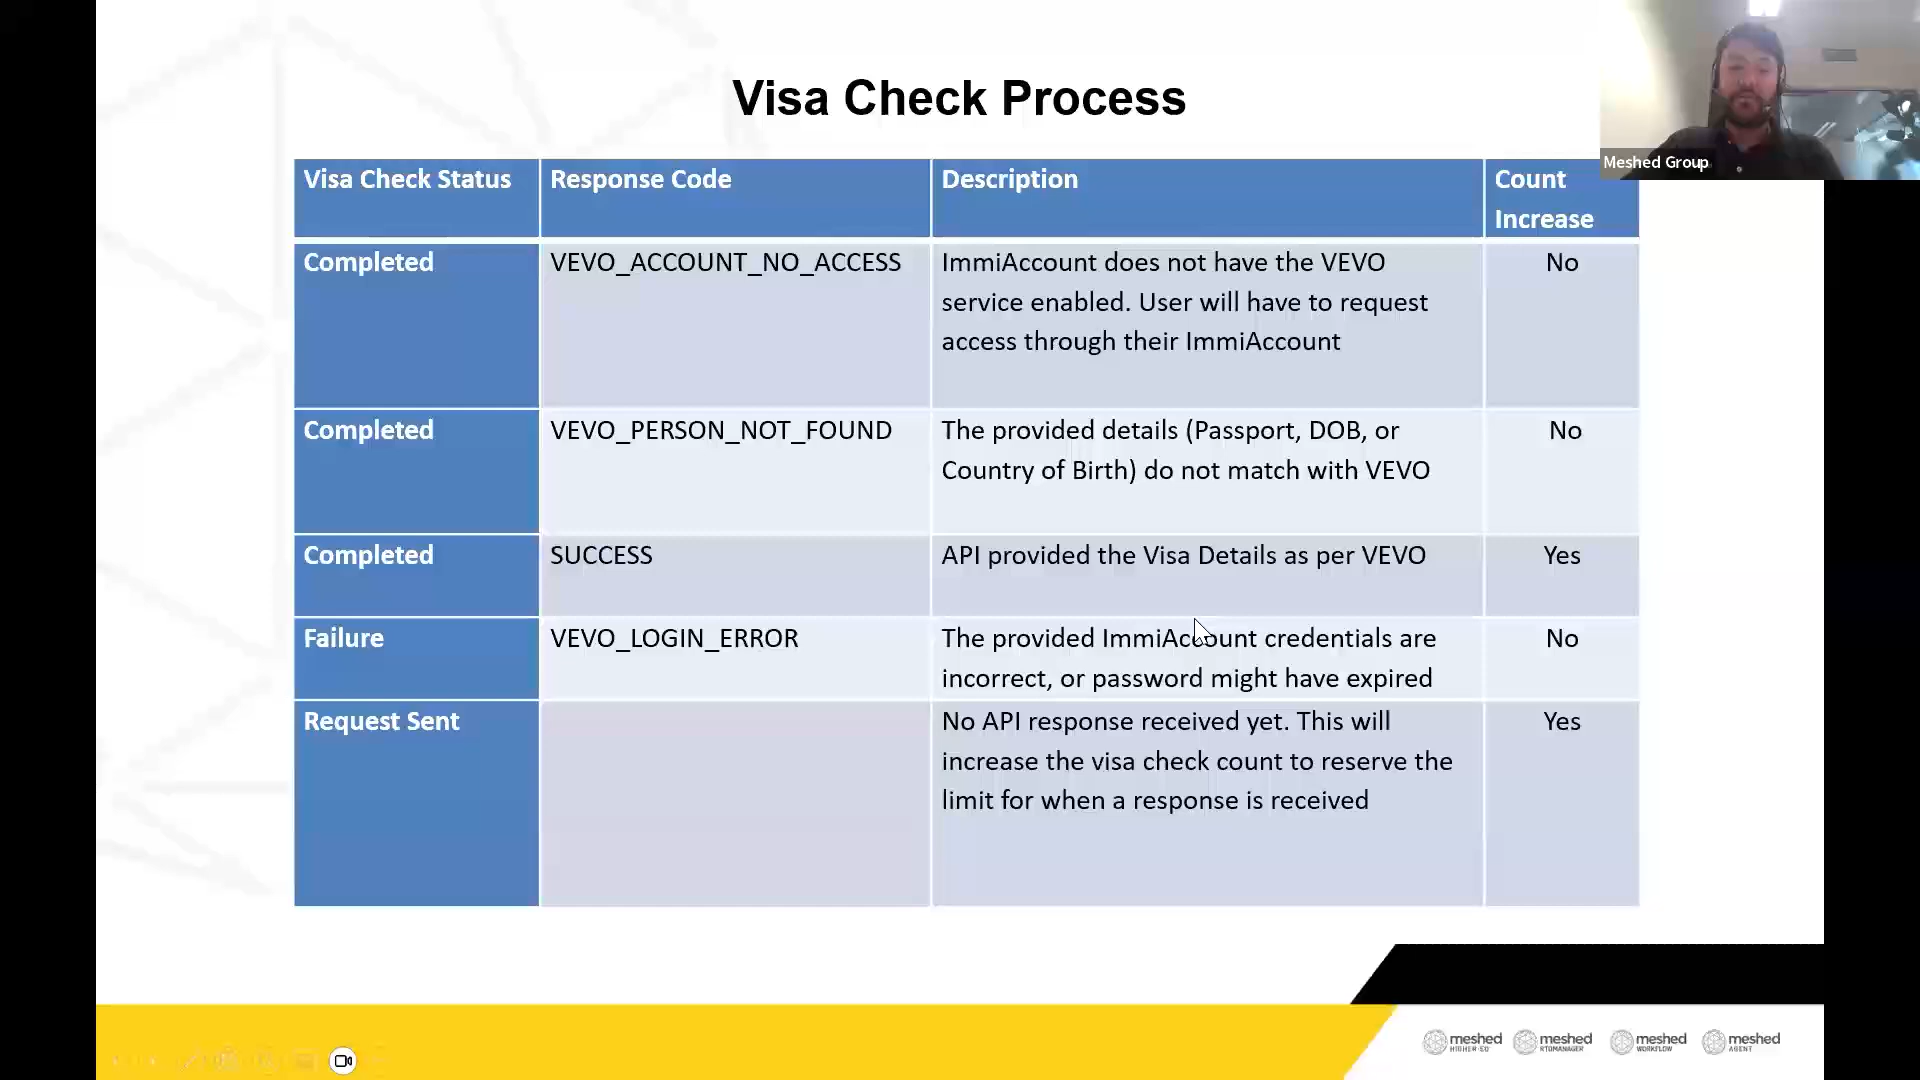 Visa Check Process
Meshed Group
Visa Check Status
Response Code
Description
Count
Increase
Completed
VEVO_ACCOUNT_NO_ACCESS
ImmiAccount does not have the VEVO
service enabled. User will have to request
access through their ImmiAccount
No
Completed
VEVO_PERSON_NOT_FOUND
The provided details (Passport, DOB, or
Country of Birth) do not match with VEVO
No
Completed
SUCCESS
API provided the Visa Details as per VEVO
Yes
Failure
VEVO_LOGIN_ERROR
The provided ImmiAccount credentials are
incorrect, or password might have expired
No
Request Sent
No API response received yet. This will
increase the visa check count to reserve the
limit for when a response is received
Yes
meshed
HIGHER-ED
meshed
RTOMANAGER
meshed
WORKFLOW
meshed
AGENT